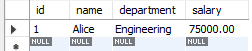 id name department salary
1 Alice Engineering 75000.00
NULL NULL NULL NULL